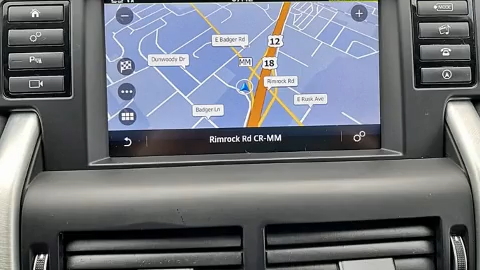 MODE
12
E Badger Rd
Dunwoody Dr
MM
18
Rimrock Rd
E Rusk Ave
Badger Ln
Rimrock Rd CR-MM